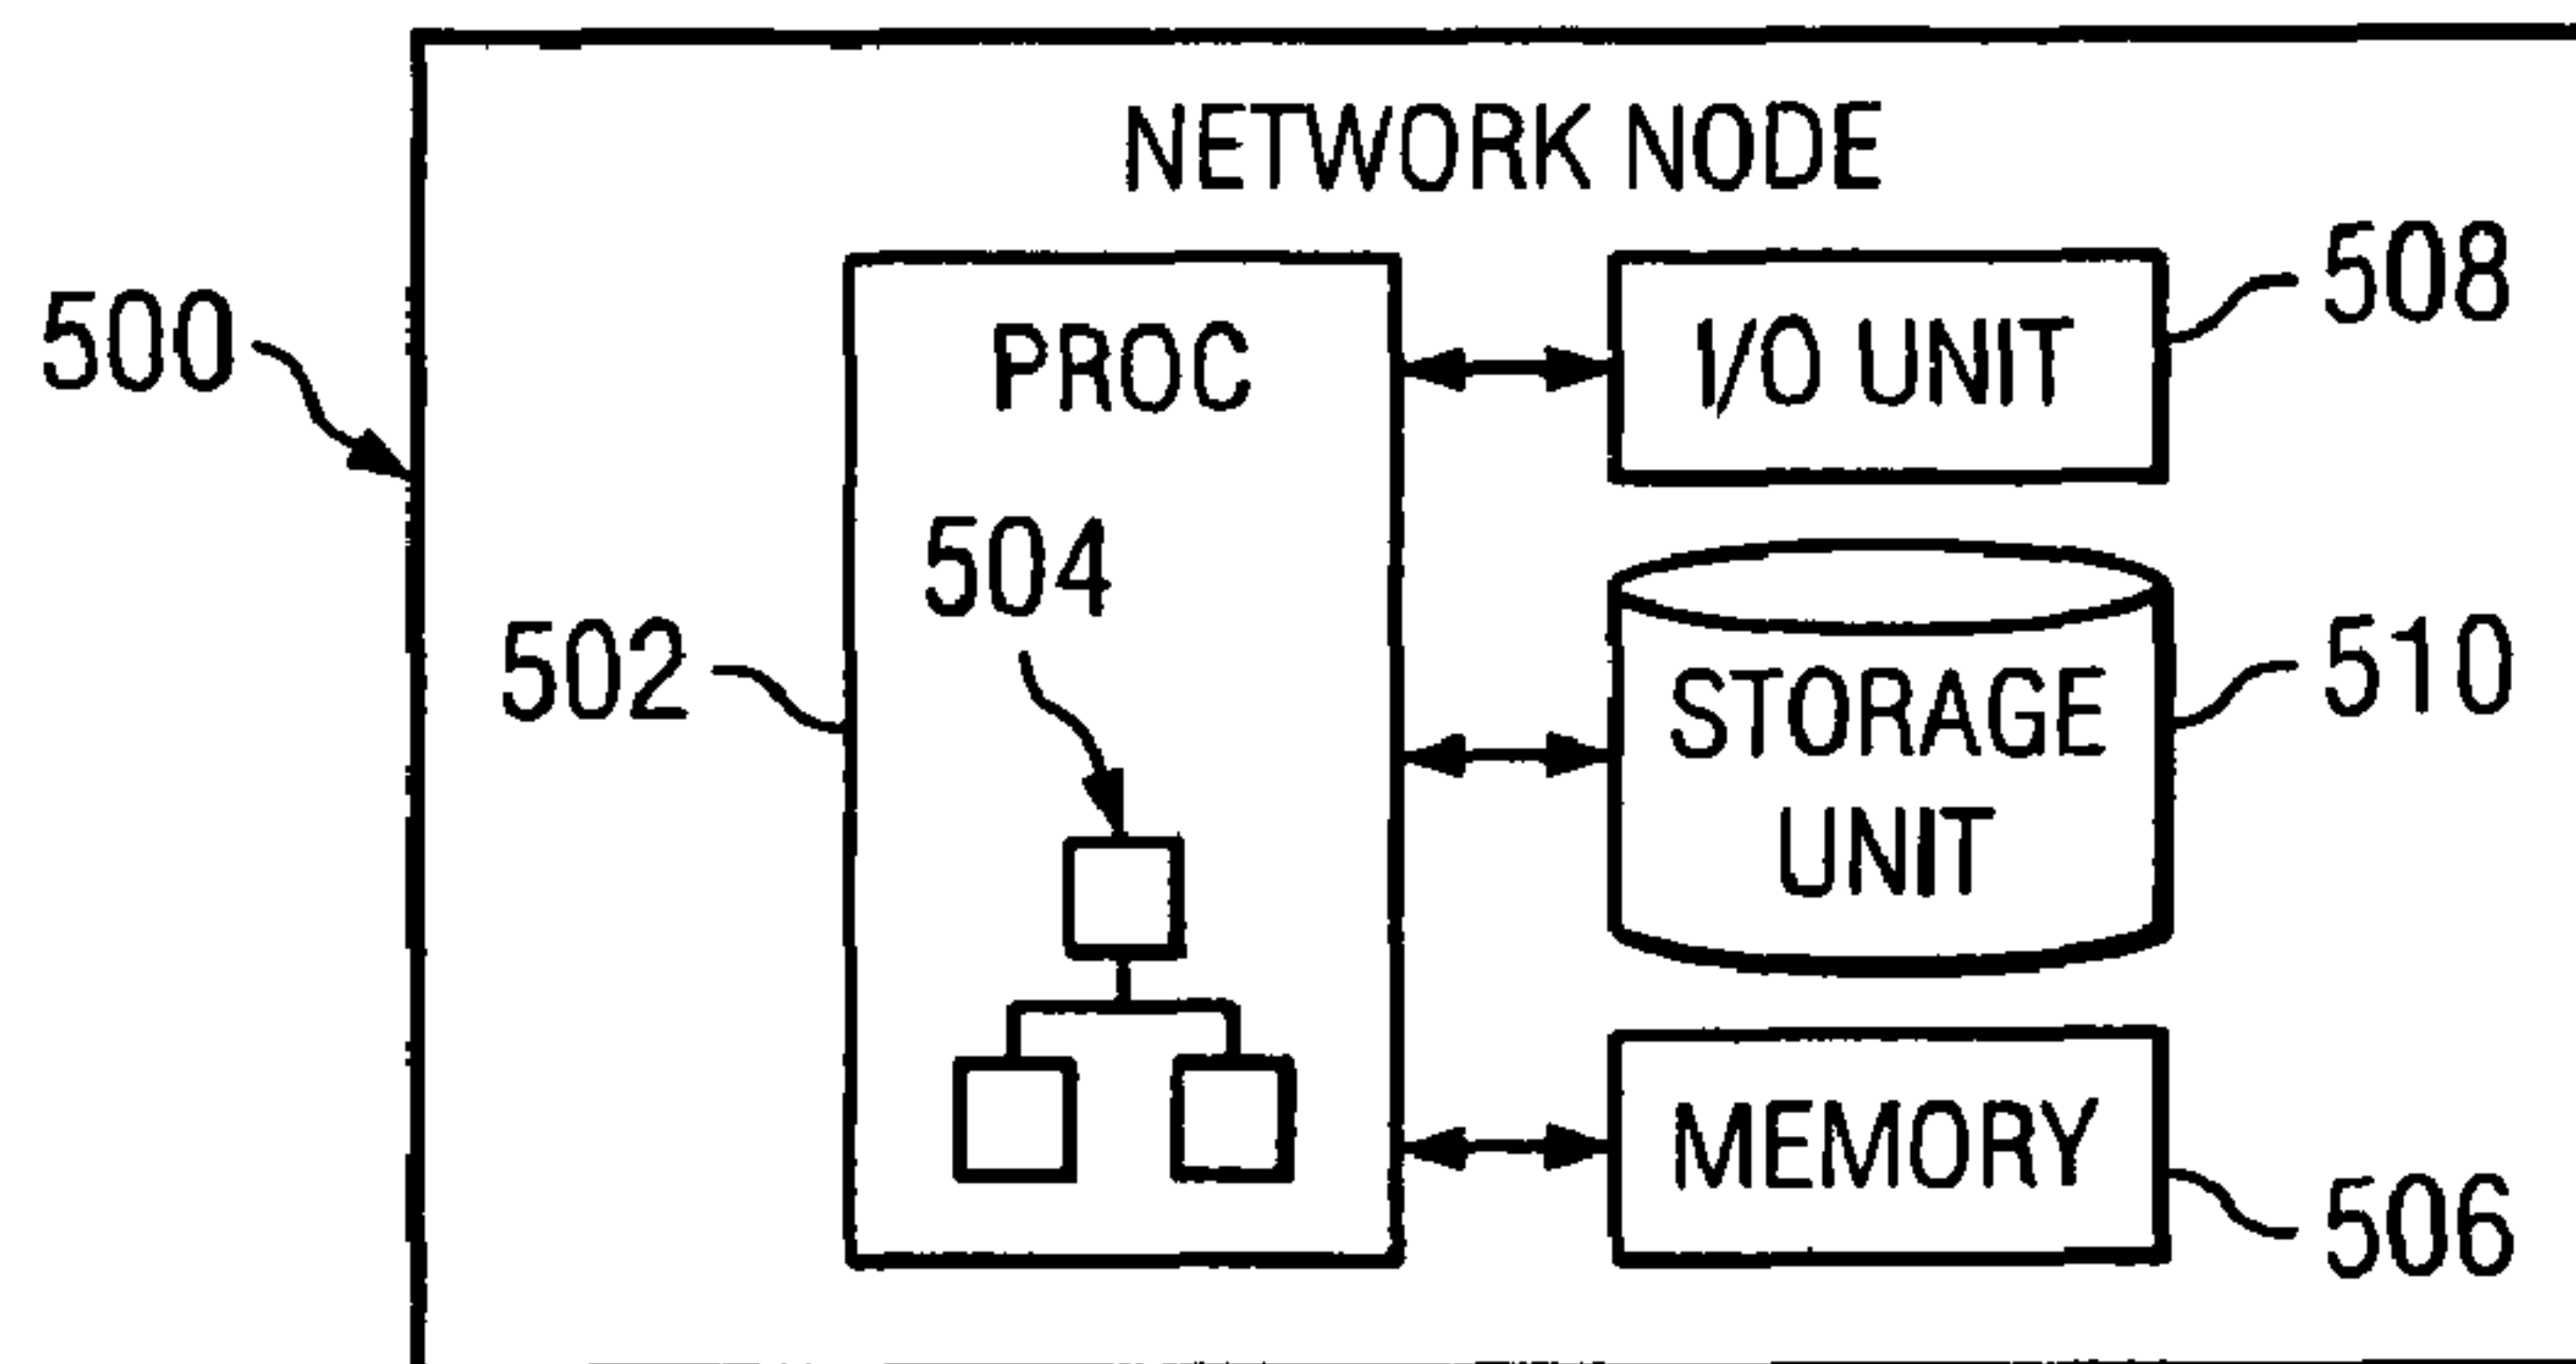 NETWORK NODE
500
502
PROC
504
I/O UNIT
508
STORAGE
UNIT
510
MEMORY
506